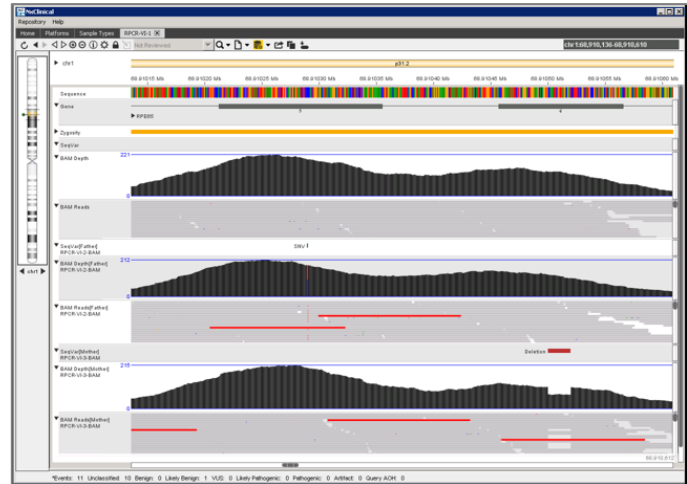 NxClinical
Repository Help
Home Platforms Sample Types RPCR-VI-1
Not Reviewed
chr1:68,910,136-68,910,610
chr1
p31.2
68.91015 Mb 68.91020 Mb 68.91025 Mb 68.91030 Mb 68.91035 Mb 68.91040 Mb 68.91045 Mb 68.91050 Mb 68.91055 Mb 68.91060 Mb
Sequence
Gene
5
4
RPE65
Zygosity
SeqVar
BAM Depth
221
0
BAM Reads
SeqVar[Father]
RPCR-VI-2-BAM
SNV
BAM Depth[Father]
RPCR-VI-2-BAM
212
0
BAM Reads[Father]
RPCR-VI-2-BAM
chr1
SeqVar[Mother]
RPCR-VI-3-BAM
Deletion
BAM Depth[Mother]
RPCR-VI-3-BAM
0
BAM Reads[Mother]
RPCR-VI-3-BAM
*Events: 11 Unclassified: 10 Benign: 0 Likely Benign: 1 VUS: 0 Likely Pathogenic: 0 Pathogenic: 0 Artifact: 0 Query AOH: 0